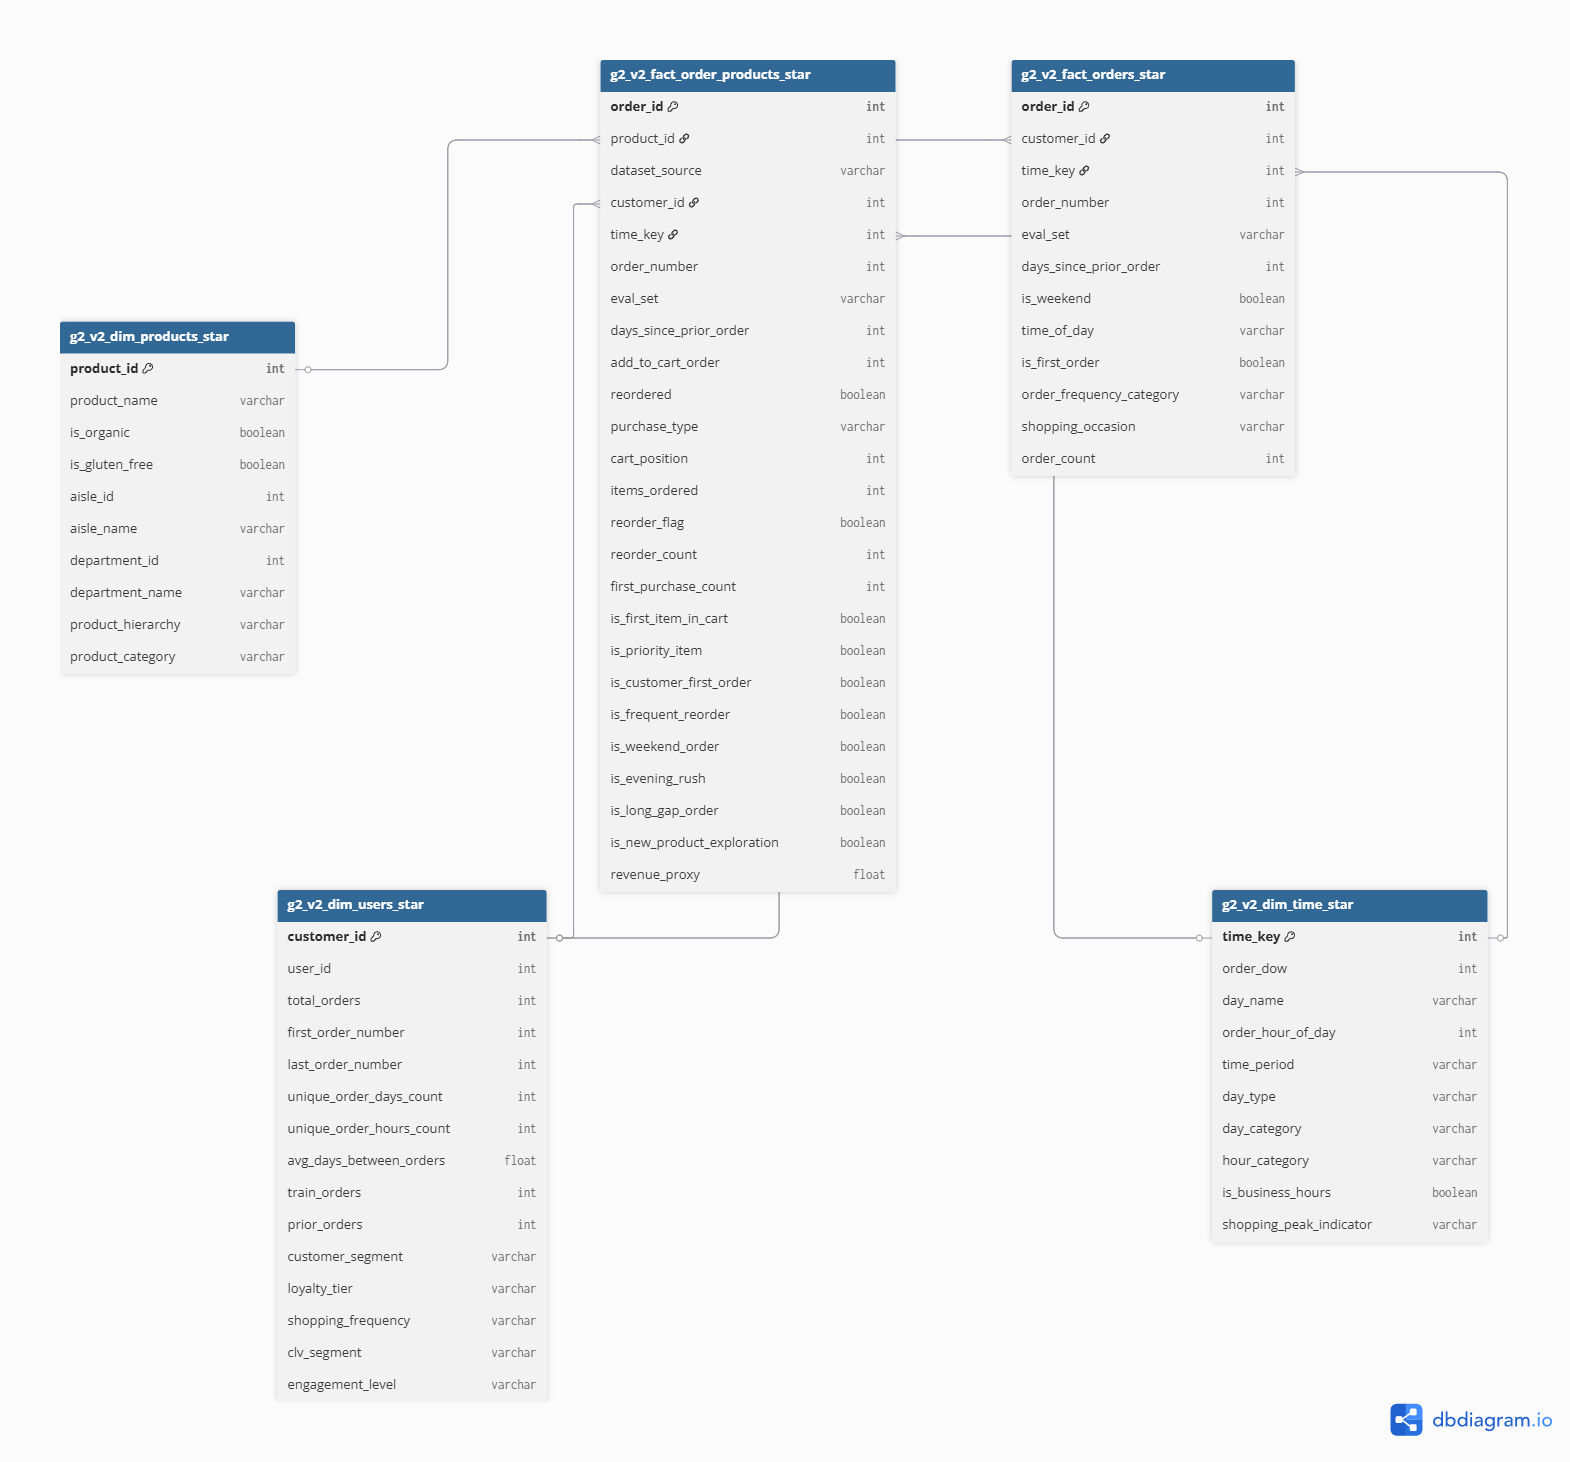 g2_v2_fact_order_products_star
order_id int
product_id int
dataset_source varchar
customer_id int
time_key int
order_number int
eval_set varchar
days_since_prior_order int
add_to_cart_order int
reordered boolean
purchase_type varchar
cart_position int
items_ordered int
reorder_flag boolean
reorder_count int
first_purchase_count int
is_first_item_in_cart boolean
is_priority_item boolean
is_customer_first_order boolean
is_frequent_reorder boolean
is_weekend_order boolean
is_evening_rush boolean
is_long_gap_order boolean
is_new_product_exploration boolean
revenue_proxy float
g2_v2_fact_orders_star
order_id int
customer_id int
time_key int
order_number int
eval_set varchar
days_since_prior_order int
is_weekend boolean
time_of_day varchar
is_first_order boolean
order_frequency_category varchar
shopping_occasion varchar
order_count int
g2_v2_dim_products_star
product_id int
product_name varchar
is_organic boolean
is_gluten_free boolean
aisle_id int
aisle_name varchar
department_id int
department_name varchar
product_hierarchy varchar
product_category varchar
g2_v2_dim_users_star
customer_id int
user_id int
total_orders int
first_order_number int
last_order_number int
unique_order_days_count int
unique_order_hours_count int
avg_days_between_orders float
train_orders int
prior_orders int
customer_segment varchar
loyalty_tier varchar
shopping_frequency varchar
clv_segment varchar
engagement_level varchar
g2_v2_dim_time_star
time_key int
order_dow int
day_name varchar
order_hour_of_day int
time_period varchar
day_type varchar
day_category varchar
hour_category varchar
is_business_hours boolean
shopping_peak_indicator varchar
dbdiagram.io